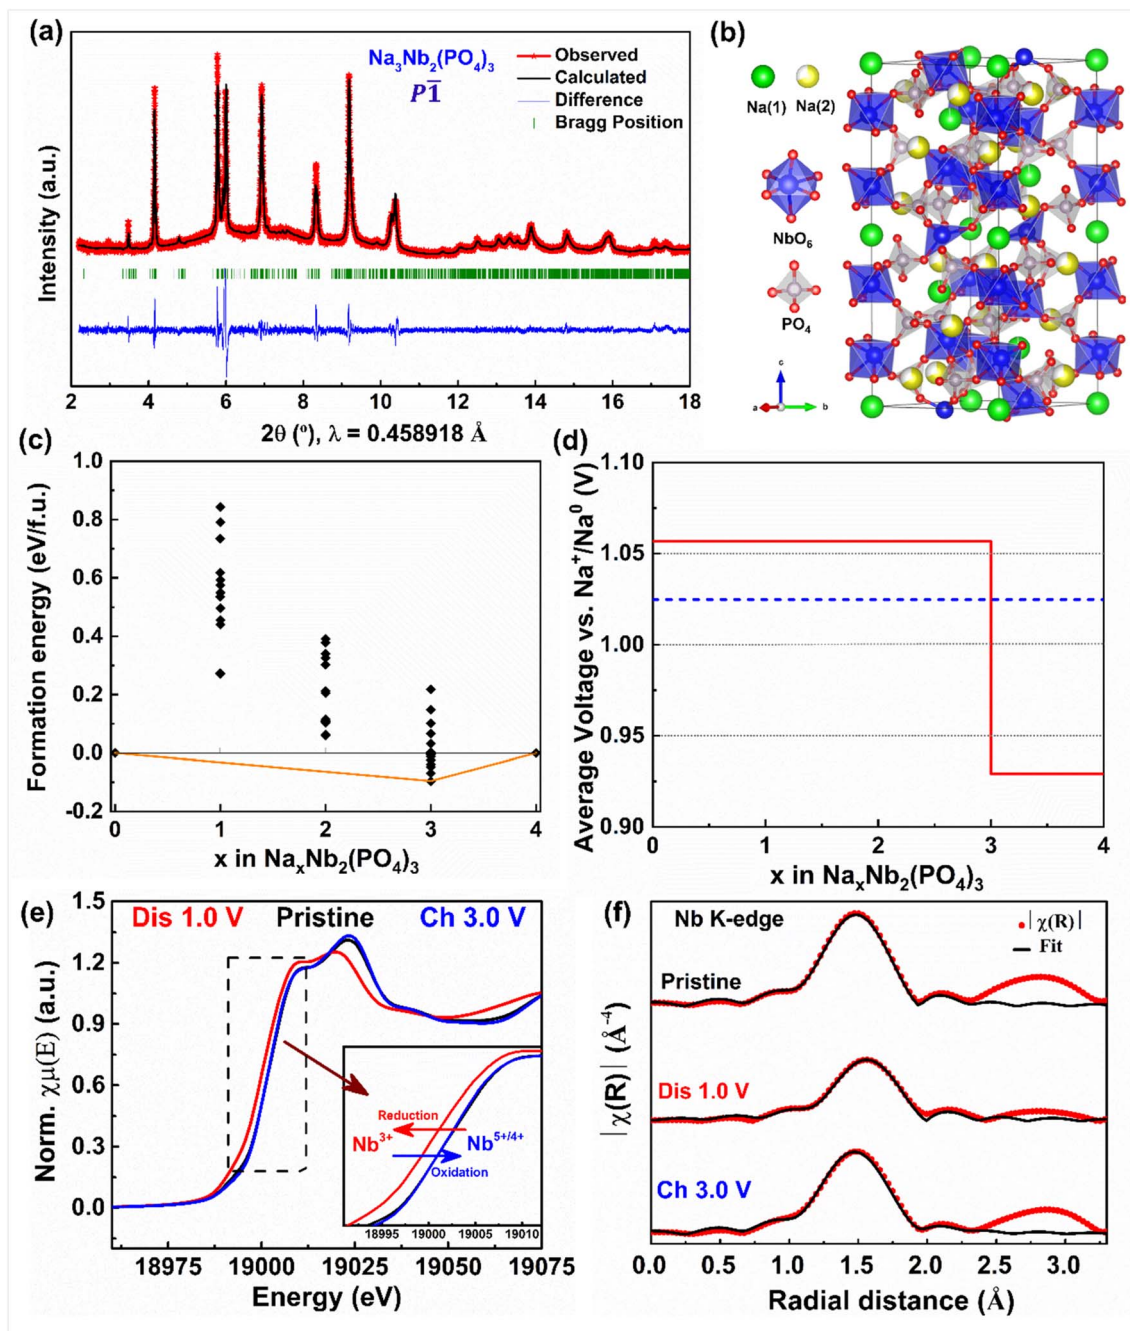 (a)
Na₃Nb₂(PO₄)₃
P1̅
Observed
Calculated
Difference
Bragg Position
Intensity (a.u.)
2 4 6 8 10 12 14 16 18
2θ (°), λ = 0.458918 Å
(b)
Na(1) Na(2)
NbO₆
PO₄
c
a b
(c)
Formation energy (eV/f.u.)
1.0
0.8
0.6
0.4
0.2
0.0
-0.2
0 1 2 3 4
x in NaₓNb₂(PO₄)₃
(d)
Average Voltage vs. Na⁺/Na⁰ (V)
1.10
1.05
1.00
0.95
0.90
0 1 2 3 4
x in NaₓNb₂(PO₄)₃
(e)
Dis 1.0 V Pristine Ch 3.0 V
Norm. χμ(E) (a.u.)
1.5
1.2
0.9
0.6
0.3
0.0
Reduction
Nb³⁺ Nb⁵⁺/⁴⁺
Oxidation
18995 19000 19005 19010
18975 19000 19025 19050 19075
Energy (eV)
(f)
Nb K-edge
|χ(R)|
Fit
Pristine
Dis 1.0 V
Ch 3.0 V
|χ(R)| (Å⁻⁴)
0.0 0.5 1.0 1.5 2.0 2.5 3.0
Radial distance (Å)